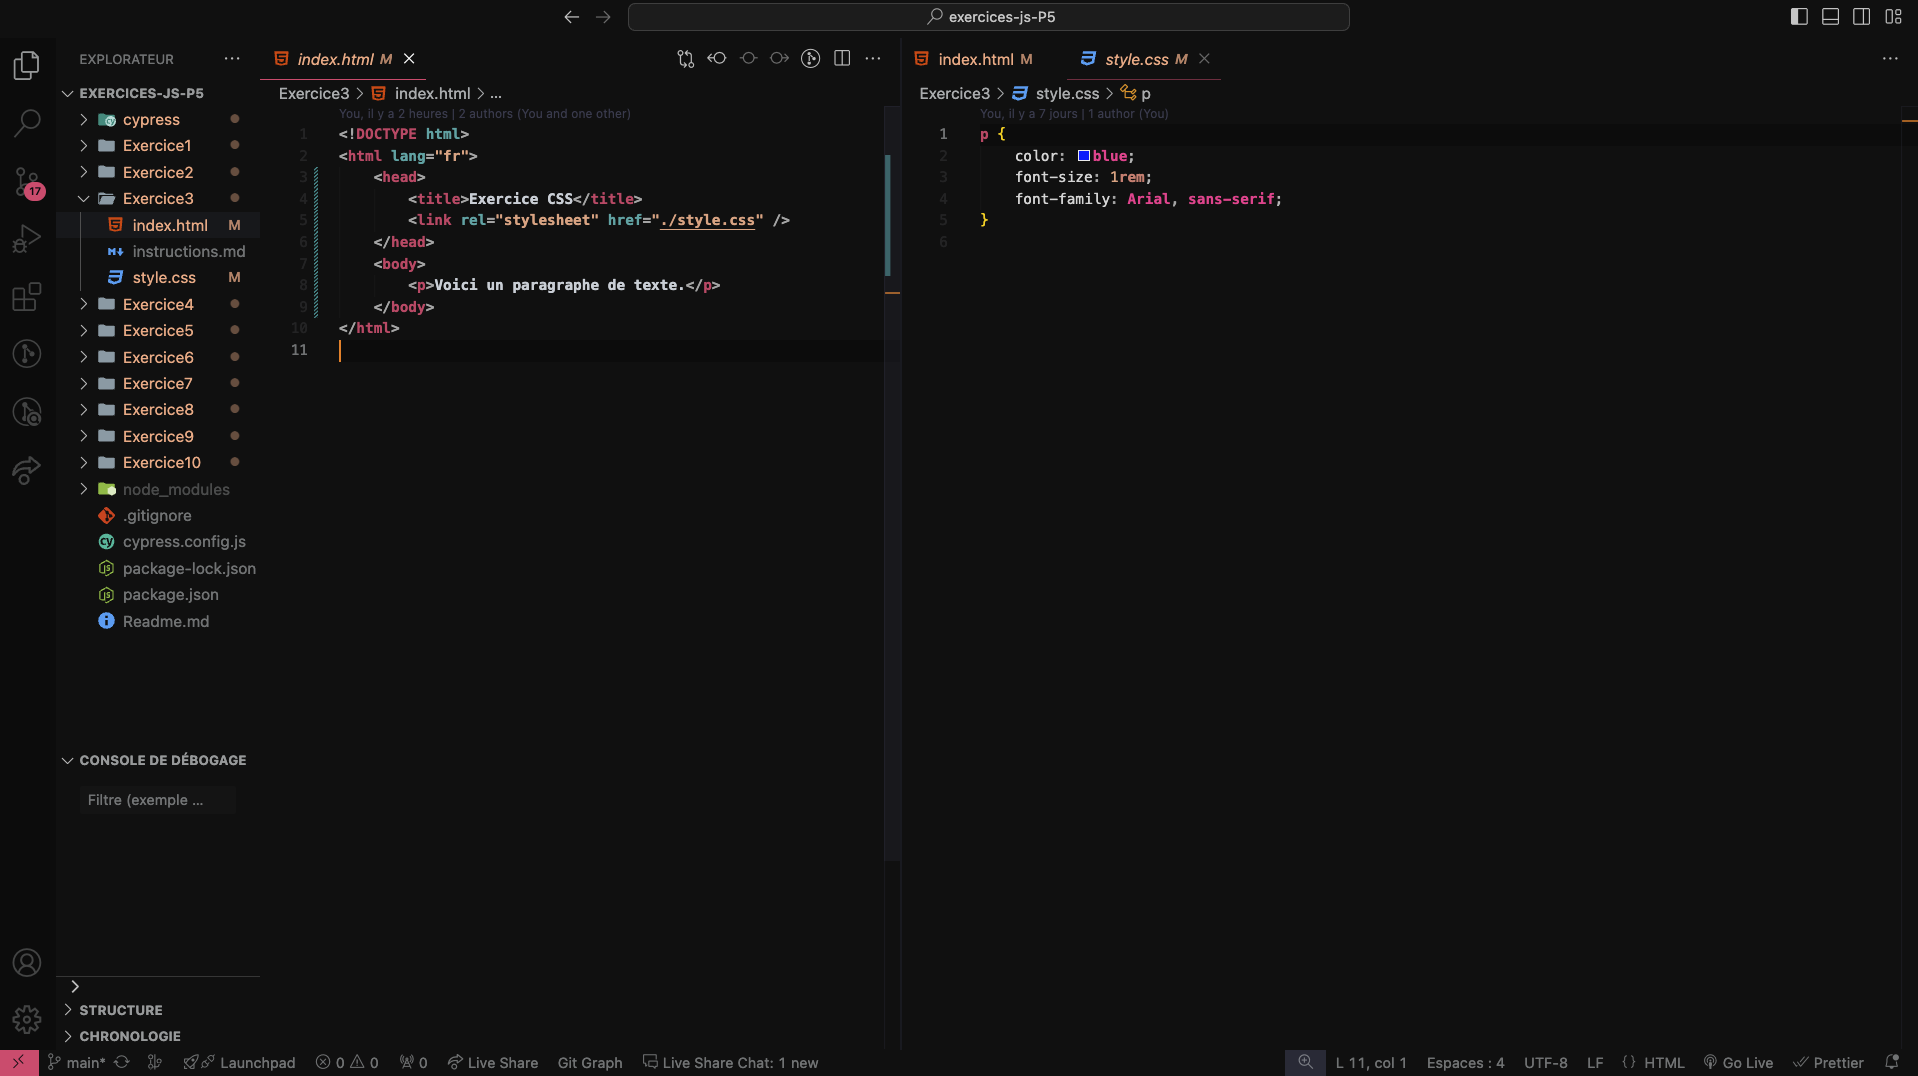 exercices-js-P5
EXPLORATEUR
EXERCICES-JS-P5
cypress
Exercice1
Exercice2
Exercice3
index.html M
instructions.md
style.css M
Exercice4
Exercice5
Exercice6
Exercice7
Exercice8
Exercice9
Exercice10
node_modules
.gitignore
cypress.config.js
package-lock.json
package.json
Readme.md
17
CONSOLE DE DÉBOGAGE
Filtre (exemple ...
STRUCTURE
CHRONOLOGIE
index.html M
Exercice3 > index.html > ...
You, il y a 2 heures | 2 authors (You and one other)
1 <!DOCTYPE html>
2 <html lang="fr">
3 <head>
4 <title>Exercice CSS</title>
5 <link rel="stylesheet" href="./style.css" />
6 </head>
7 <body>
8 <p>Voici un paragraphe de texte.</p>
9 </body>
10 </html>
11
index.html M
style.css M
Exercice3 > style.css > p
You, il y a 7 jours | 1 author (You)
1 p {
2 color: blue;
3 font-size: 1rem;
4 font-family: Arial, sans-serif;
5 }
6
main* Launchpad 0 0 0 Live Share Git Graph Live Share Chat: 1 new L 11, col 1 Espaces : 4 UTF-8 LF {} HTML Go Live Prettier